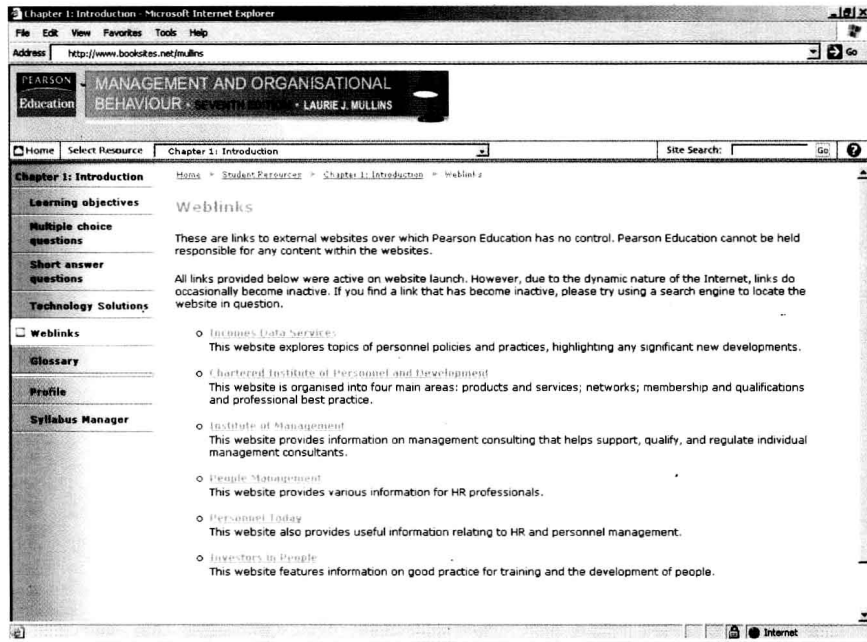 Chapter 1: Introduction - Microsoft Internet Explorer
File Edit View Favorites Tools Help
Address http://www.booksites.net/mullins Go
PEARSON
Education
MANAGEMENT AND ORGANISATIONAL
BEHAVIOUR • SEVENTH EDITION • LAURIE J. MULLINS
Home Select Resource Chapter 1: Introduction Site Search: Go
Chapter 1: Introduction
Learning objectives
Multiple choice
questions
Short answer
questions
Technology Solutions
Weblinks
Glossary
Profile
Syllabus Manager
Home > Student Resources > Chapter 1: Introduction > Weblinks
Weblinks
These are links to external websites over which Pearson Education has no control. Pearson Education cannot be held
responsible for any content within the websites.
All links provided below were active on website launch. However, due to the dynamic nature of the Internet, links do
occasionally become inactive. If you find a link that has become inactive, please try using a search engine to locate the
website in question.
Incomes Data Services
This website explores topics of personnel policies and practices, highlighting any significant new developments.
Chartered Institute of Personnel and Development
This website is organised into four main areas: products and services; networks; membership and qualifications
and professional best practice.
Institute of Management
This website provides information on management consulting that helps support, qualify, and regulate individual
management consultants.
People Management
This website provides various information for HR professionals.
Personnel Today
This website also provides useful information relating to HR and personnel management.
Investors in People
This website features information on good practice for training and the development of people.
Internet